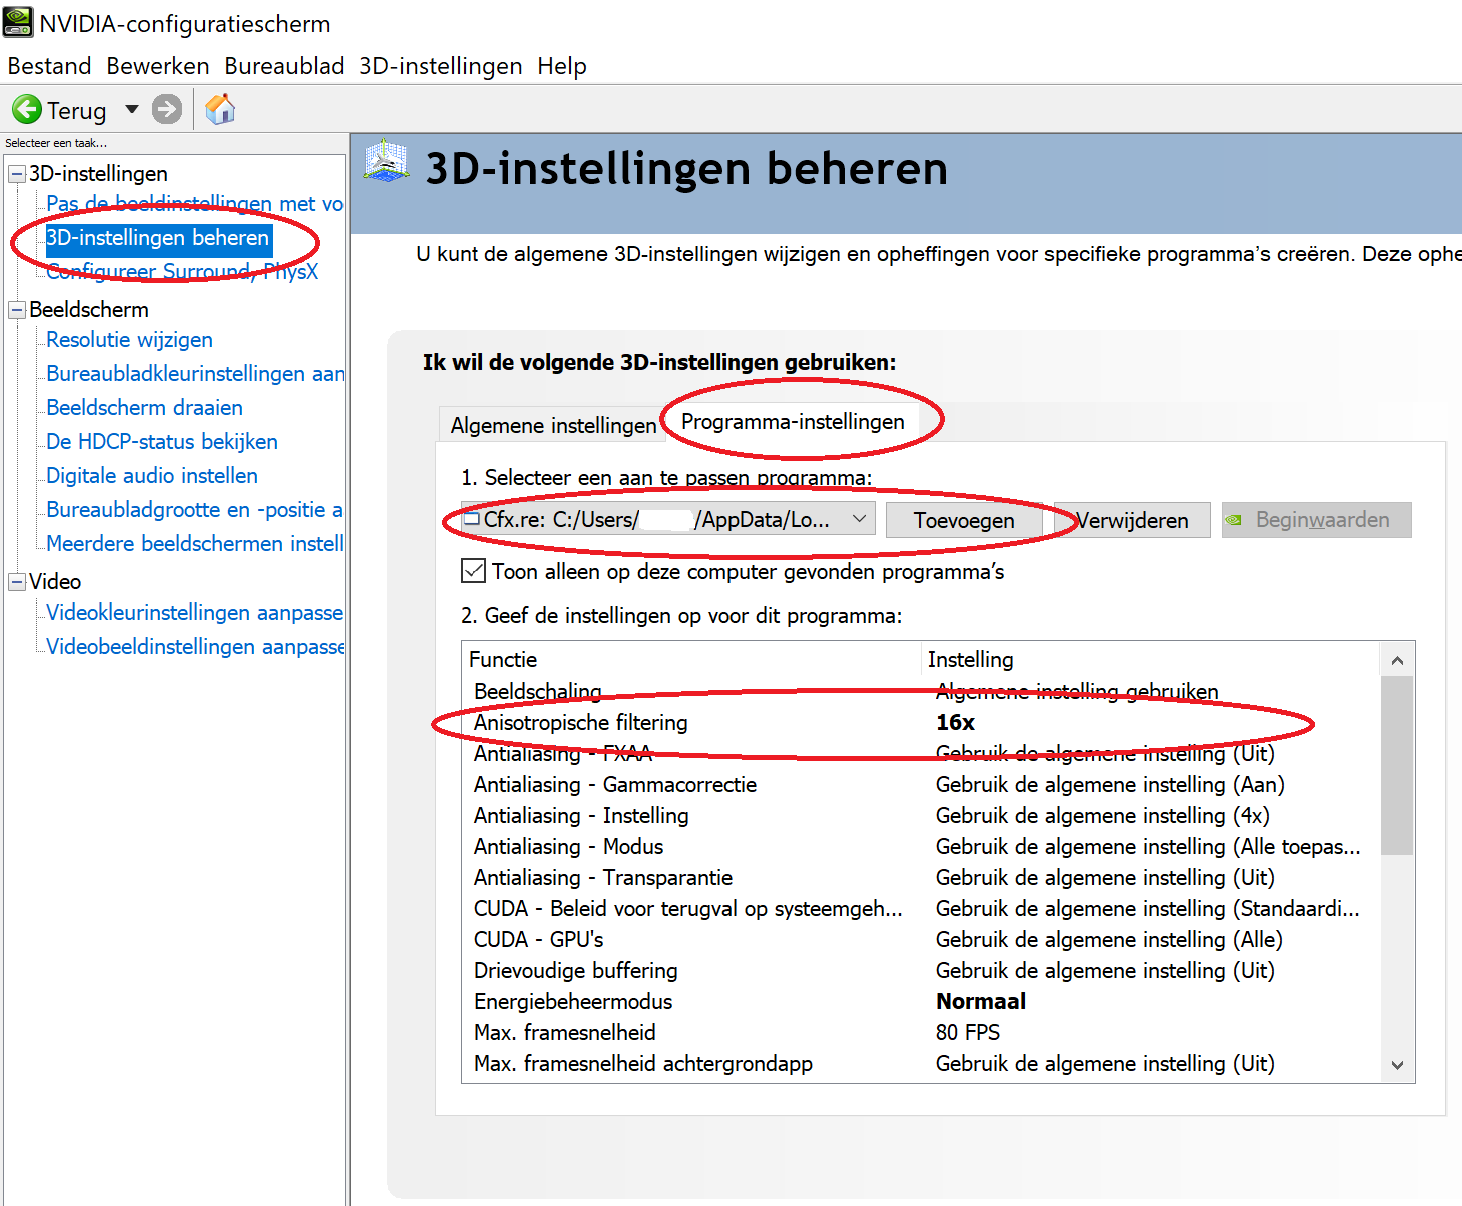 NVIDIA-configuratiescherm
Bestand Bewerken Bureaublad 3D-instellingen Help
Terug
Selecteer een taak...
3D-instellingen
Pas de beeldinstellingen met vo
3D-instellingen beheren
Configureer Surround, PhysX
Beeldscherm
Resolutie wijzigen
Bureaubladkleurinstellingen aan
Beeldscherm draaien
De HDCP-status bekijken
Digitale audio instellen
Bureaubladgrootte en -positie a
Meerdere beeldschermen instell
Video
Videokleurinstellingen aanpasse
Videobeeldinstellingen aanpasse
3D-instellingen beheren
U kunt de algemene 3D-instellingen wijzigen en opheffingen voor specifieke programma's creëren. Deze ophe
Ik wil de volgende 3D-instellingen gebruiken:
Algemene instellingen Programma-instellingen
1. Selecteer een aan te passen programma:
Cfx.re: C:/Users/ /AppData/Lo... Toevoegen Verwijderen Beginwaarden
Toon alleen op deze computer gevonden programma's
2. Geef de instellingen op voor dit programma:
Functie Instelling
Beeldschaling Algemene instelling gebruiken
Anisotropische filtering 16x
Antialiasing - FXAA Gebruik de algemene instelling (Uit)
Antialiasing - Gammacorrectie Gebruik de algemene instelling (Aan)
Antialiasing - Instelling Gebruik de algemene instelling (4x)
Antialiasing - Modus Gebruik de algemene instelling (Alle toepas...
Antialiasing - Transparantie Gebruik de algemene instelling (Uit)
CUDA - Beleid voor terugval op systeemgeh... Gebruik de algemene instelling (Standaardi...
CUDA - GPU's Gebruik de algemene instelling (Alle)
Drievoudige buffering Gebruik de algemene instelling (Uit)
Energiebeheermodus Normaal
Max. framesnelheid 80 FPS
Max. framesnelheid achtergrondapp Gebruik de algemene instelling (Uit)